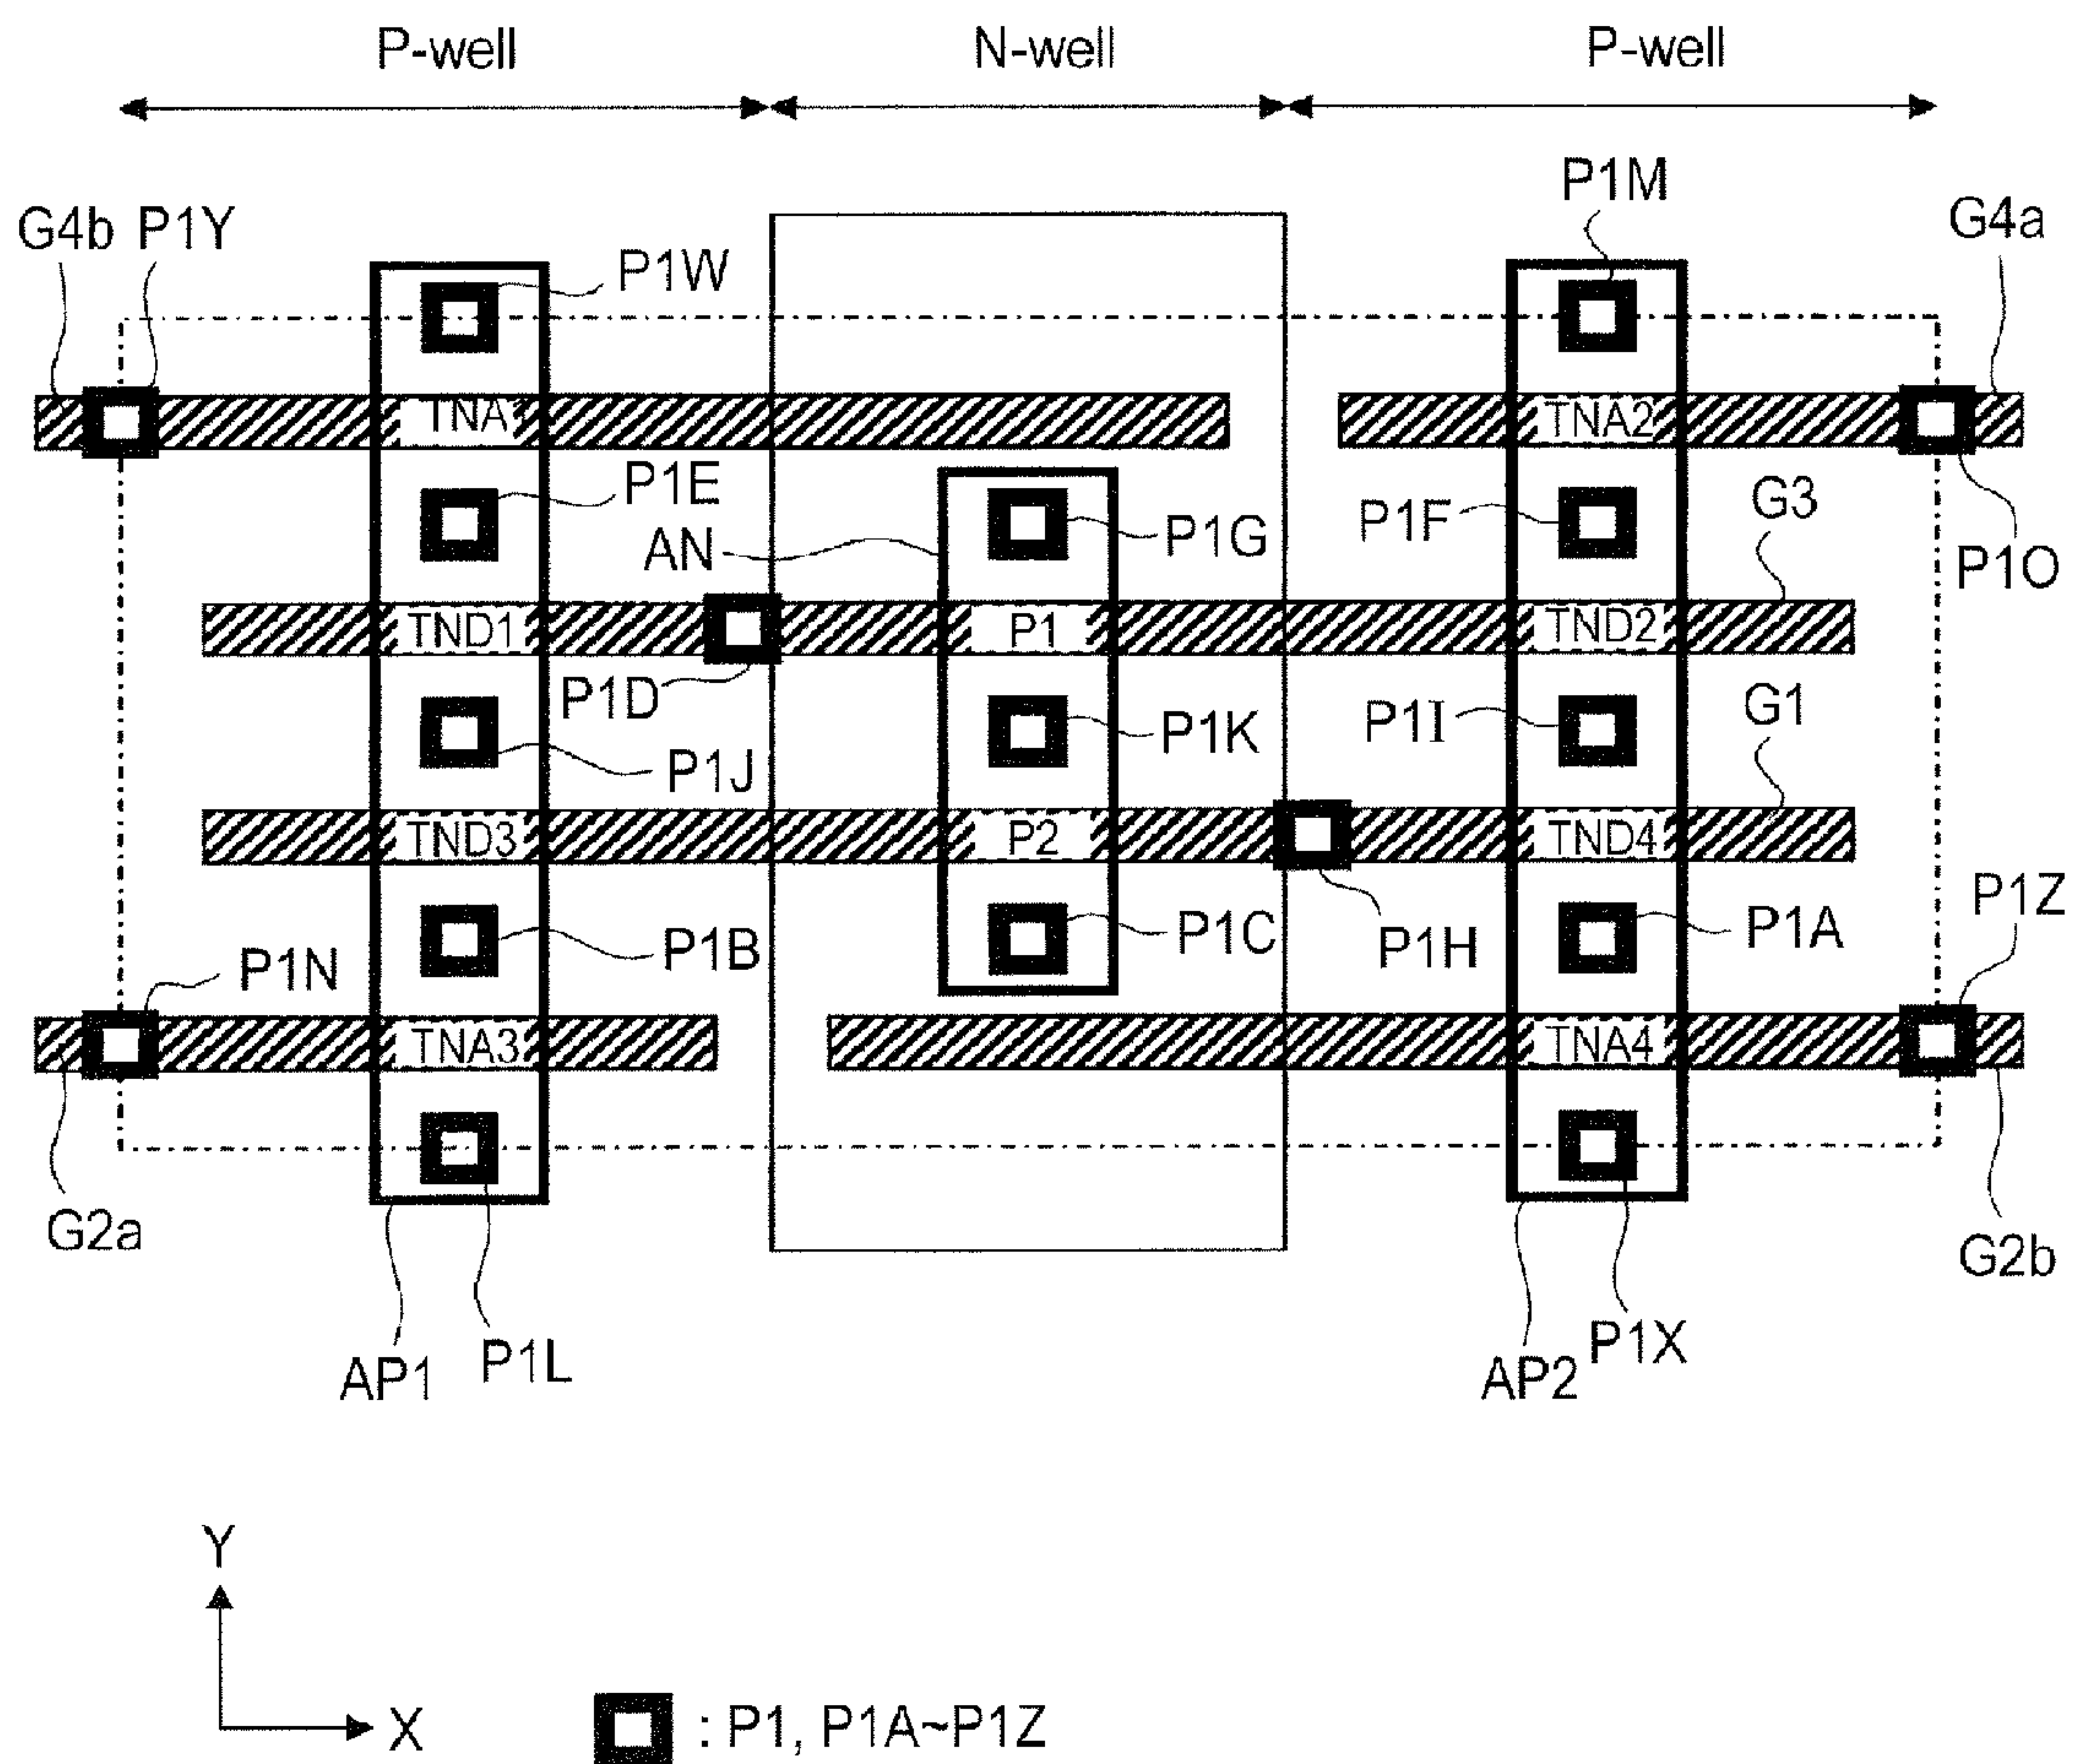 P-well N-well P-well
P1M
G4b P1Y G4a
P1W
TNA TNA2
P1E G3
AN P1G P1F
P1O
TND1 P1 TND2
P1D G1
P1K P1I
P1J
TND3 P2 TND4
P1Z
P1N P1B P1C P1H P1A
TNA3 TNA4
G2a G2b
AP1 P1L AP2 P1X
Y
X
: P1, P1A~P1Z